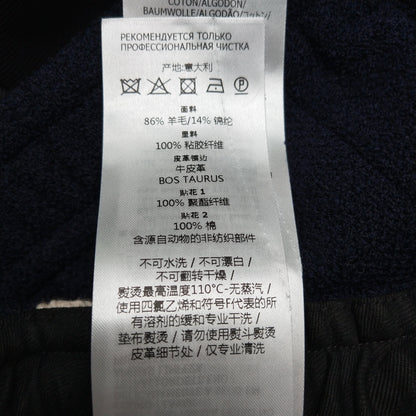 COTON/ALGODON/
BAUMWOLLE/ALGODÃO/
РЕКОМЕНДУЕТСЯ ТОЛЬКО
ПРОФЕССИОНАЛЬНАЯ ЧИСТКА
产地:意大利
面料
86% 羊毛/14% 锦纶
里料
100% 粘胶纤维
皮革镶边
牛皮革
BOS TAURUS
贴花 1
100% 聚酯纤维
贴花 2
100% 棉
含源自动物的非纺织部件
不可水洗 / 不可漂白 /
不可翻转干燥 /
熨烫最高温度110℃-无蒸汽 /
使用四氯乙烯和符号F代表的所
有溶剂的缓和专业干洗 /
垫布熨烫 / 请勿使用熨斗熨烫
皮革细节处 / 仅专业清洗